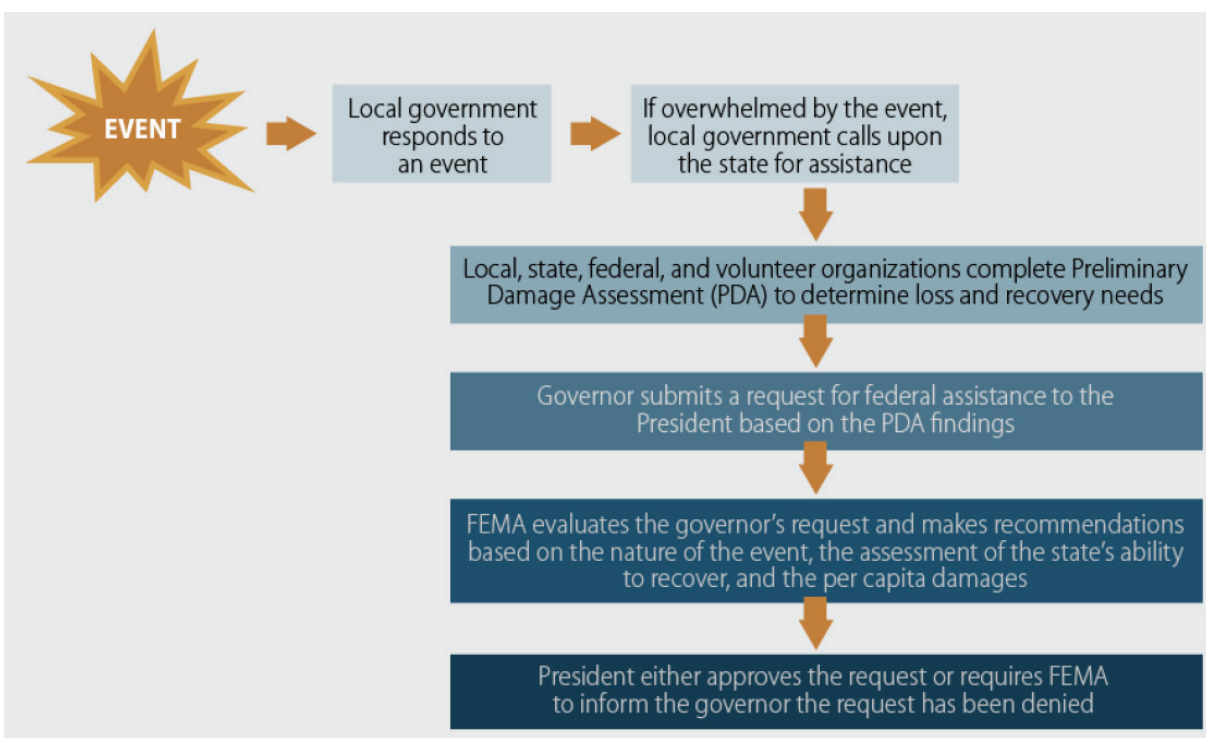 EVENT
Local government
responds to
an event
If overwhelmed by the event,
local government calls upon
the state for assistance
Local, state, federal, and volunteer organizations complete Preliminary
Damage Assessment (PDA) to determine loss and recovery needs
Governor submits a request for federal assistance to the
President based on the PDA findings
FEMA evaluates the governor’s request and makes recommendations
based on the nature of the event, the assessment of the state’s ability
to recover, and the per capita damages
President either approves the request or requires FEMA
to inform the governor the request has been denied